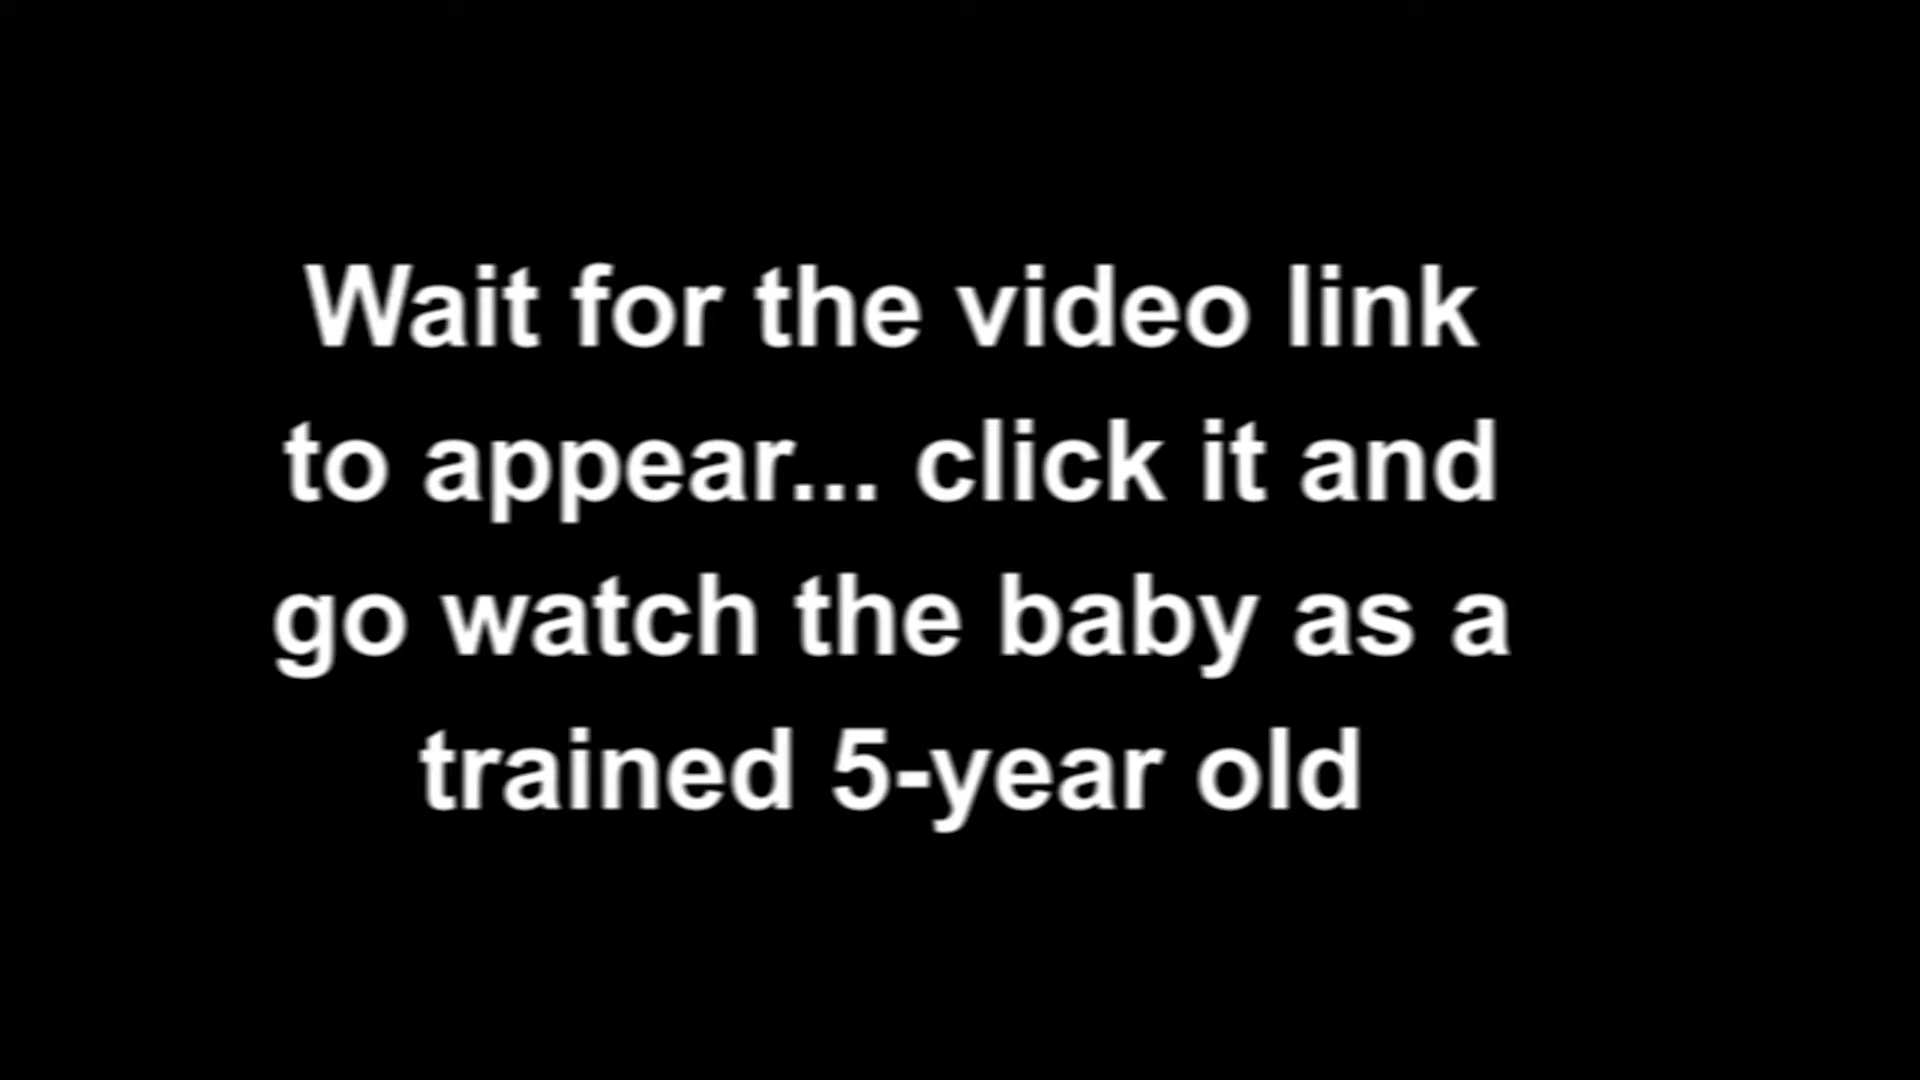 Wait for the video link
to appear... click it and
go watch the baby as a
trained 5-year old